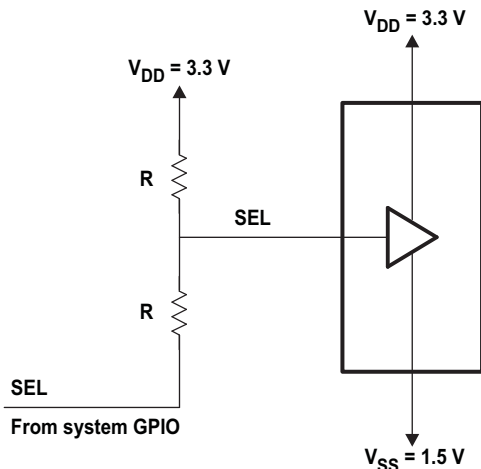 V_DD = 3.3 V
V_DD = 3.3 V
R
SEL
R
SEL
From system GPIO
V_SS = 1.5 V